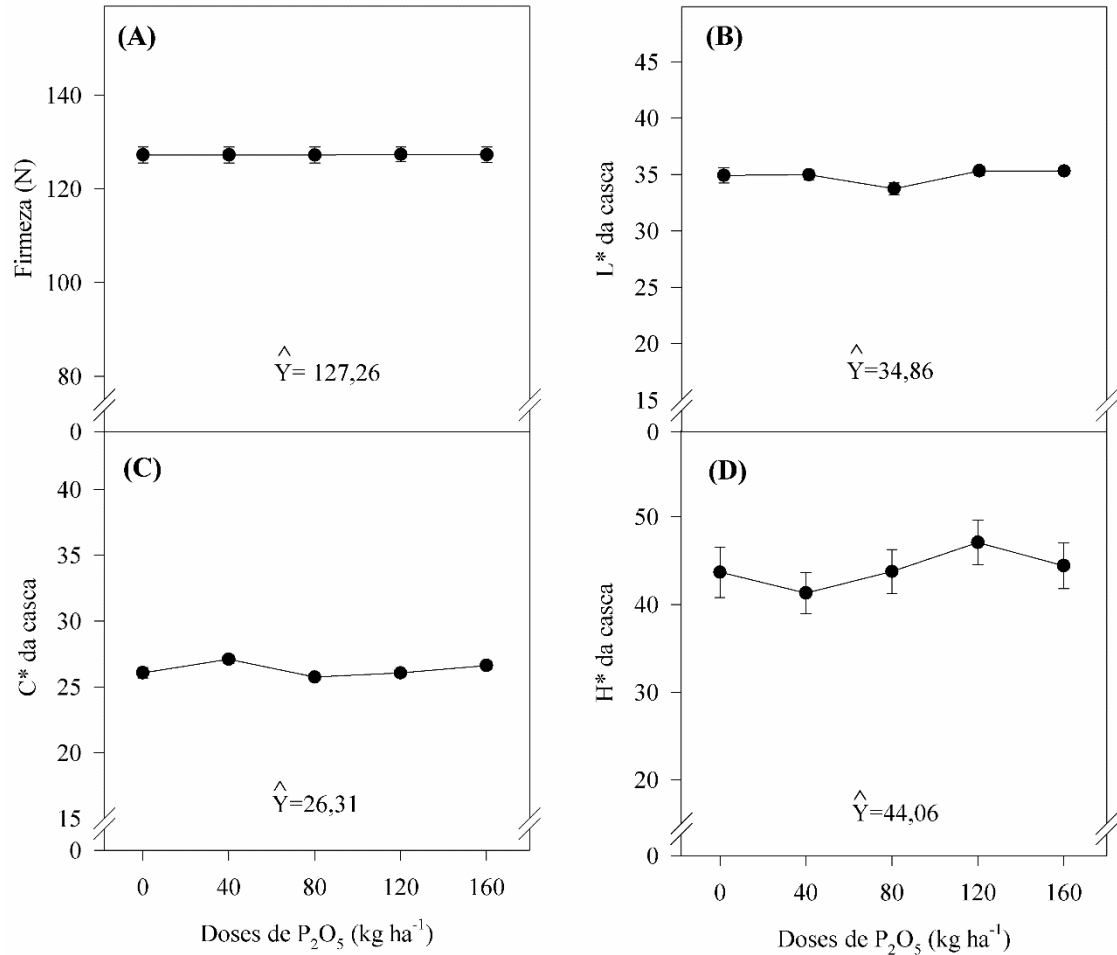 (A)
Firmeza (N)
140
120
100
80
0
Ŷ= 127,26
(B)
L* da casca
45
40
35
30
25
20
15
0
Ŷ=34,86
(C)
C* da casca
40
35
30
25
20
15
0
Ŷ=26,31
0 40 80 120 160
Doses de P₂O₅ (kg ha⁻¹)
(D)
H* da casca
50
40
30
20
0
Ŷ=44,06
0 40 80 120 160
Doses de P₂O₅ (kg ha⁻¹)